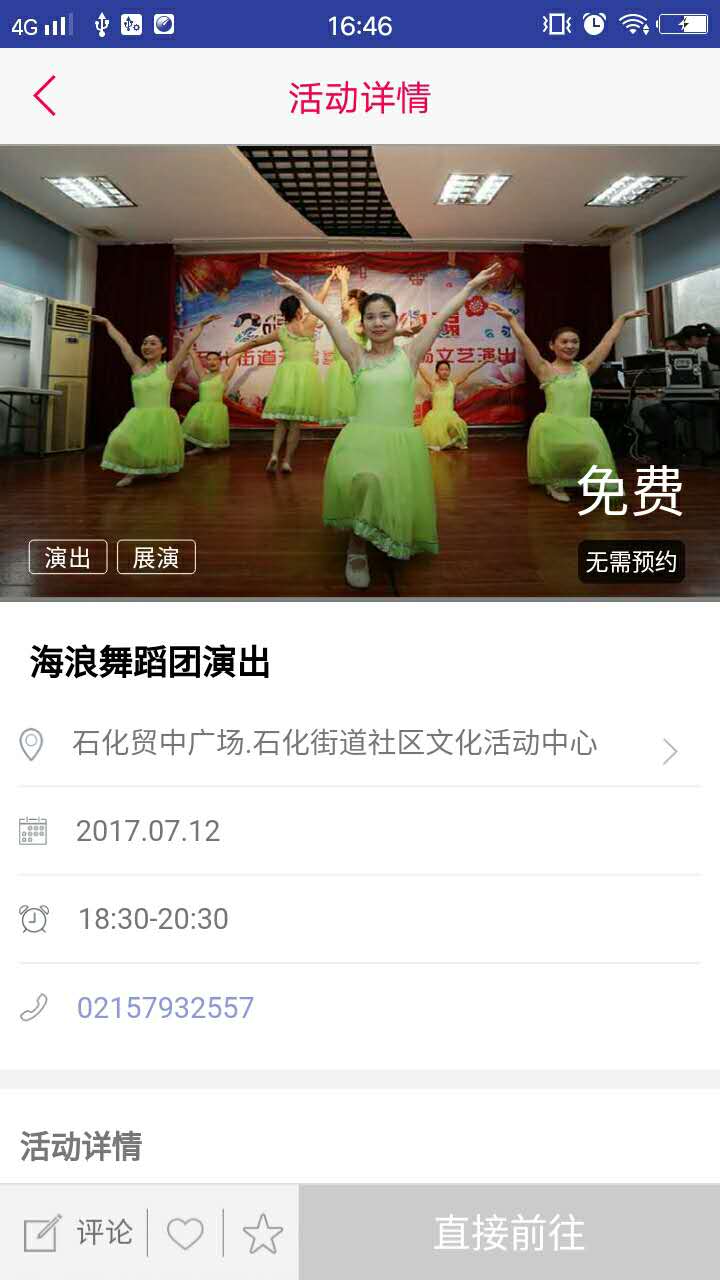 4G 16:46
活动详情
免费
演出 展演 无需预约
海浪舞蹈团演出
石化贸中广场.石化街道社区文化活动中心
2017.07.12
18:30-20:30
02157932557
活动详情
评论 直接前往